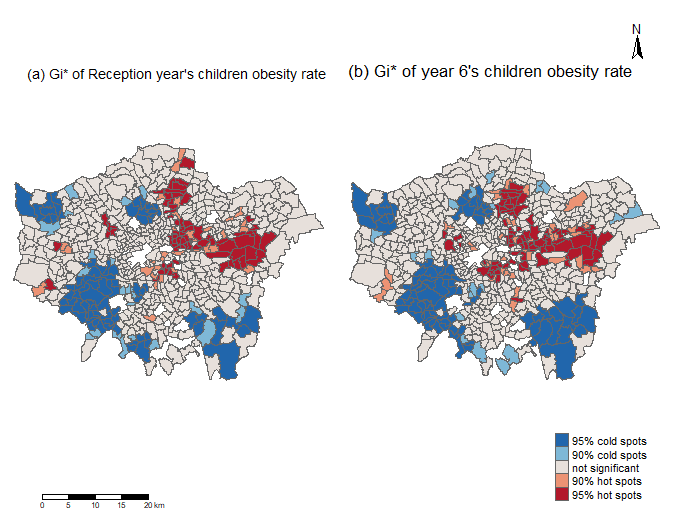 N
(a) Gi* of Reception year's children obesity rate
(b) Gi* of year 6's children obesity rate
95% cold spots
90% cold spots
not significant
90% hot spots
95% hot spots
0 5 10 15 20 km